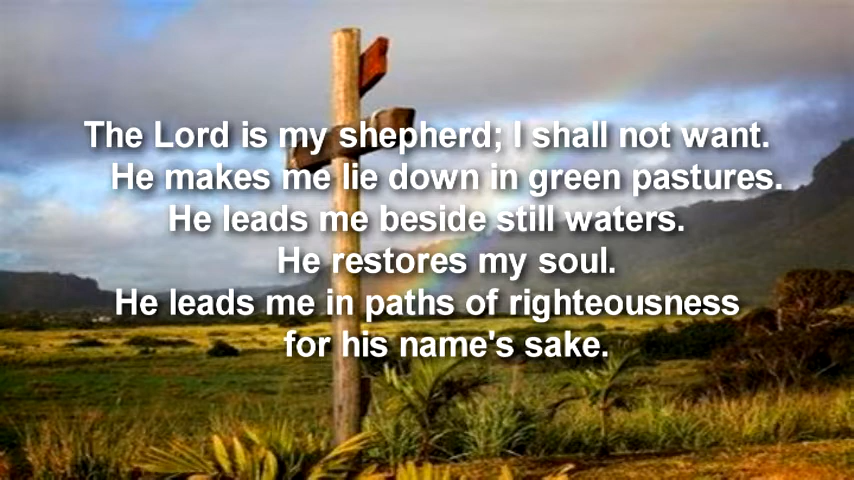 The Lord is my shepherd; I shall not want.
He makes me lie down in green pastures.
He leads me beside still waters.
He restores my soul.
He leads me in paths of righteousness
for his name's sake.